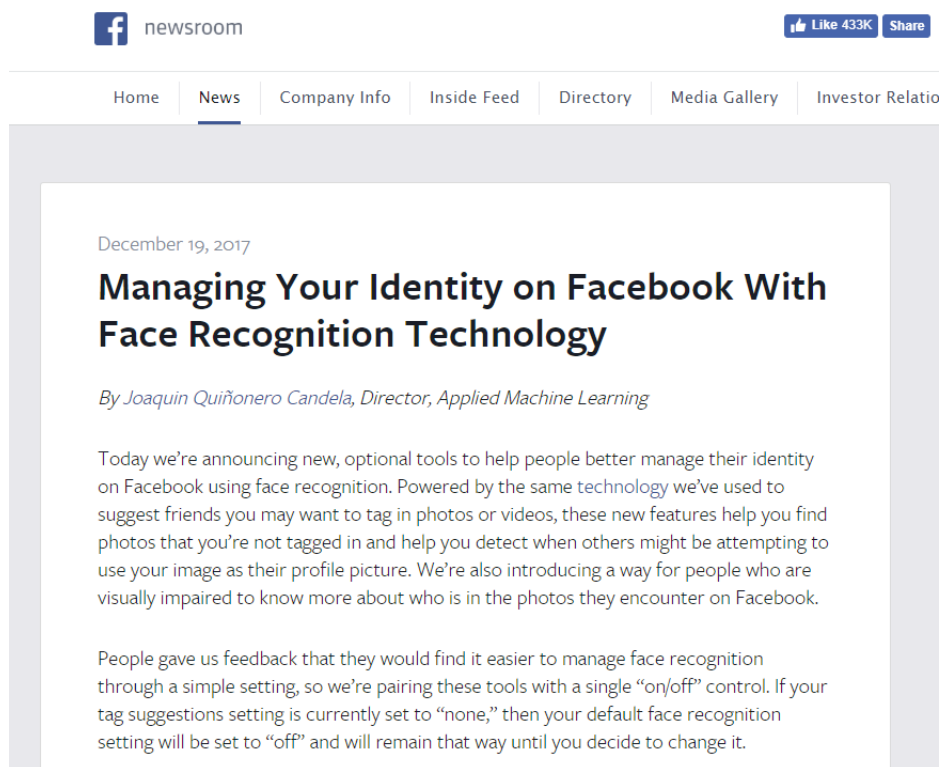 f newsroom
Like 433K Share
Home News Company Info Inside Feed Directory Media Gallery Investor Relatio
December 19, 2017
Managing Your Identity on Facebook With
Face Recognition Technology
By Joaquin Quiñonero Candela, Director, Applied Machine Learning
Today we’re announcing new, optional tools to help people better manage their identity
on Facebook using face recognition. Powered by the same technology we’ve used to
suggest friends you may want to tag in photos or videos, these new features help you find
photos that you’re not tagged in and help you detect when others might be attempting to
use your image as their profile picture. We’re also introducing a way for people who are
visually impaired to know more about who is in the photos they encounter on Facebook.
People gave us feedback that they would find it easier to manage face recognition
through a simple setting, so we’re pairing these tools with a single “on/off” control. If your
tag suggestions setting is currently set to “none,” then your default face recognition
setting will be set to “off” and will remain that way until you decide to change it.